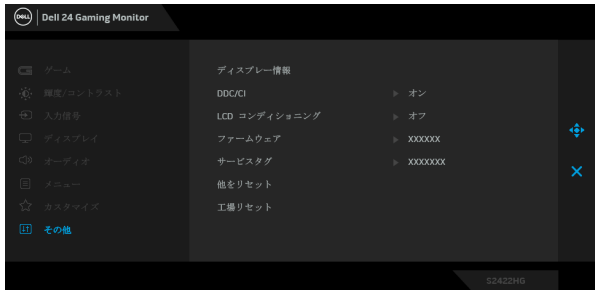 DELL Dell 24 Gaming Monitor
ゲーム
輝度/コントラスト
入力信号
ディスプレイ
オーディオ
メニュー
カスタマイズ
その他
ディスプレー情報
DDC/CI オン
LCD コンディショニング オフ
ファームウェア XXXXXX
サービスタグ XXXXXXX
他をリセット
工場リセット
S2422HG